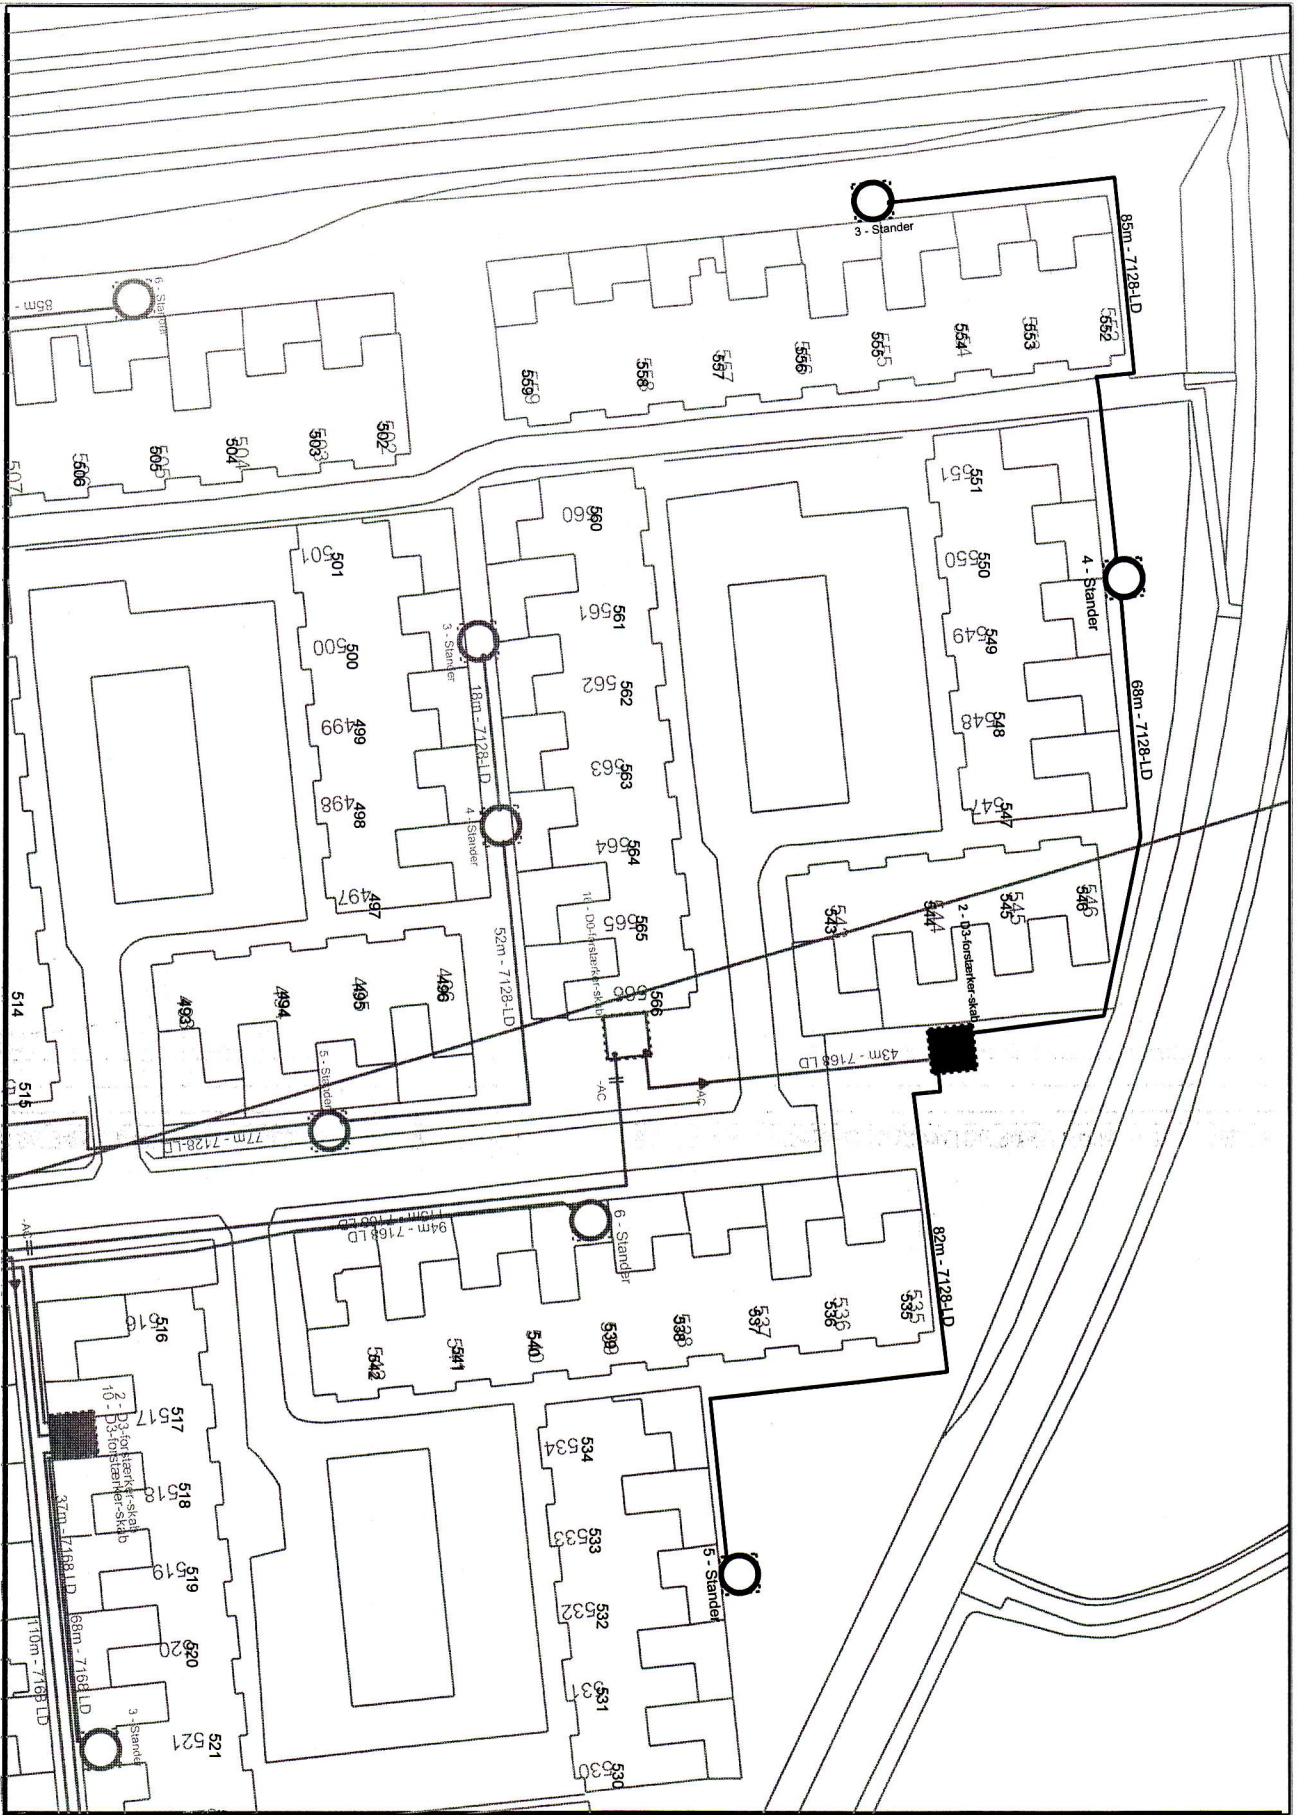 3 - Stander
85m - 7128-LD
552
553
554
555
556
557
558
559
6 - Stander
85m -
502
503
504
505
506
507
551
550
549
548
547
4 - Stander
68m - 7128-LD
560
561
562
563
564
565
566
501
500
499
498
497
3 - Stander
18m - 7128-LD
4 - Stander
52m - 7128-LD
10 - D0-forstærker-skab
546
545
544
543
2 - D3-forstærker-skab
43m - 7168 LD
-AC
-AC
496
495
494
493
5 - Stander
77m - 7128-LD
514
515
82m - 7128-LD
94m - 7168 LD
6 - Stander
535
536
537
538
539
540
541
542
-AC
516
517
518
519
520
521
2 - D3-forstærker-skab
10 - D3-forstærker-skab
37m - 7168 LD
68m - 7168 LD
110m - 7168 LD
3 - Stander
534
533
532
531
530
5 - Stander